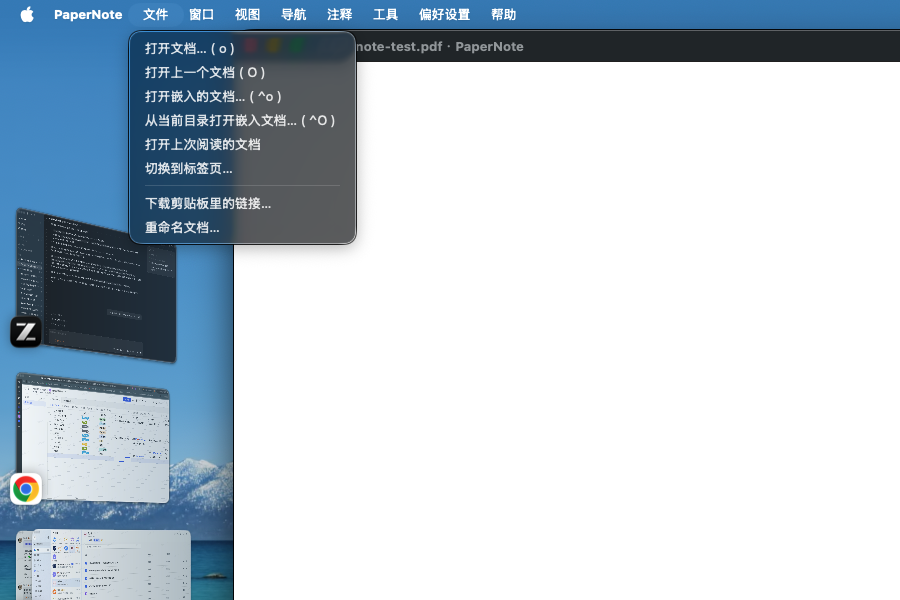 PaperNote 文件 窗口 视图 导航 注释 工具 偏好设置 帮助
note-test.pdf · PaperNote
打开文档... ( o )
打开上一个文档 ( O )
打开嵌入的文档... ( ^o )
从当前目录打开嵌入文档... ( ^O )
打开上次阅读的文档
切换到标签页...
下载剪贴板里的链接...
重命名文档...